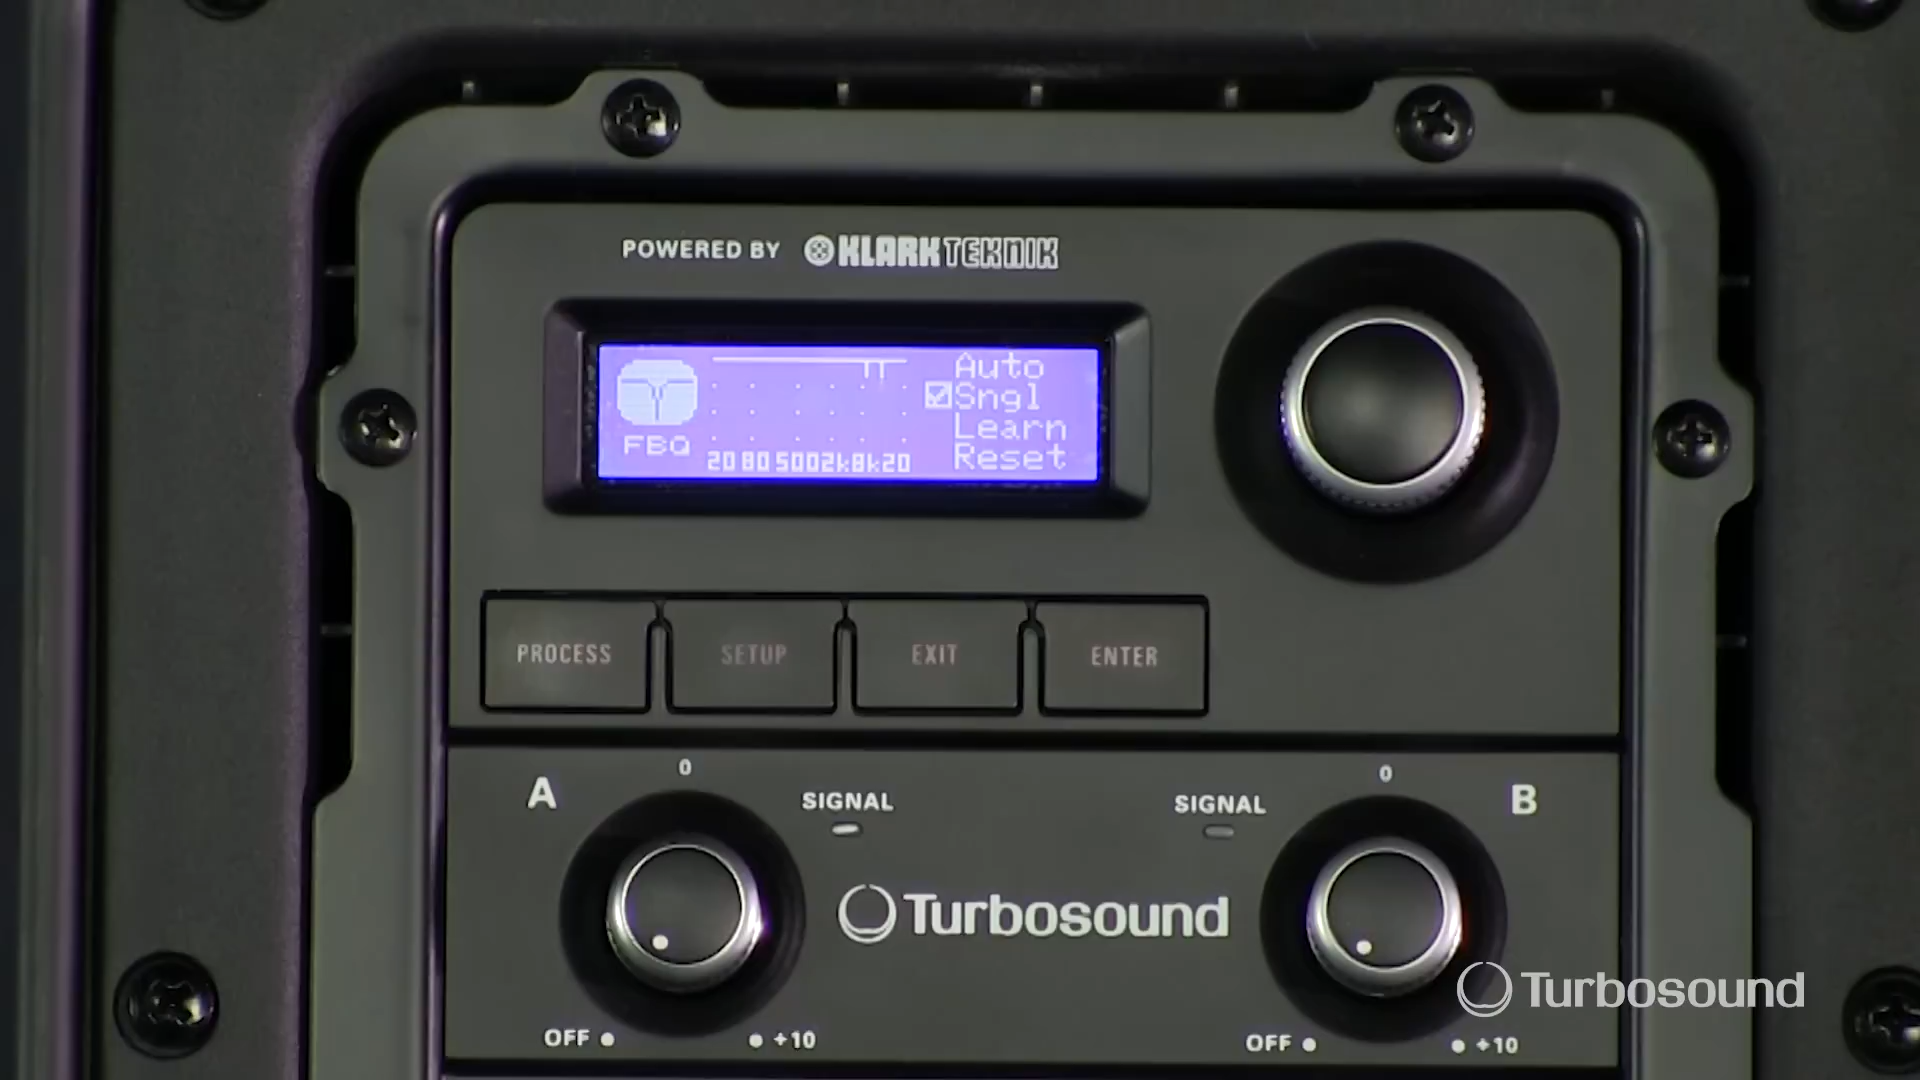 POWERED BY KLARK TEKNIK
Auto
Sngl
Learn
Reset
FBQ
20 80 500 2k 8k 20
PROCESS
SETUP
EXIT
ENTER
A
0
SIGNAL
OFF
+10
Turbosound
SIGNAL
0
B
OFF
+10
Turbosound